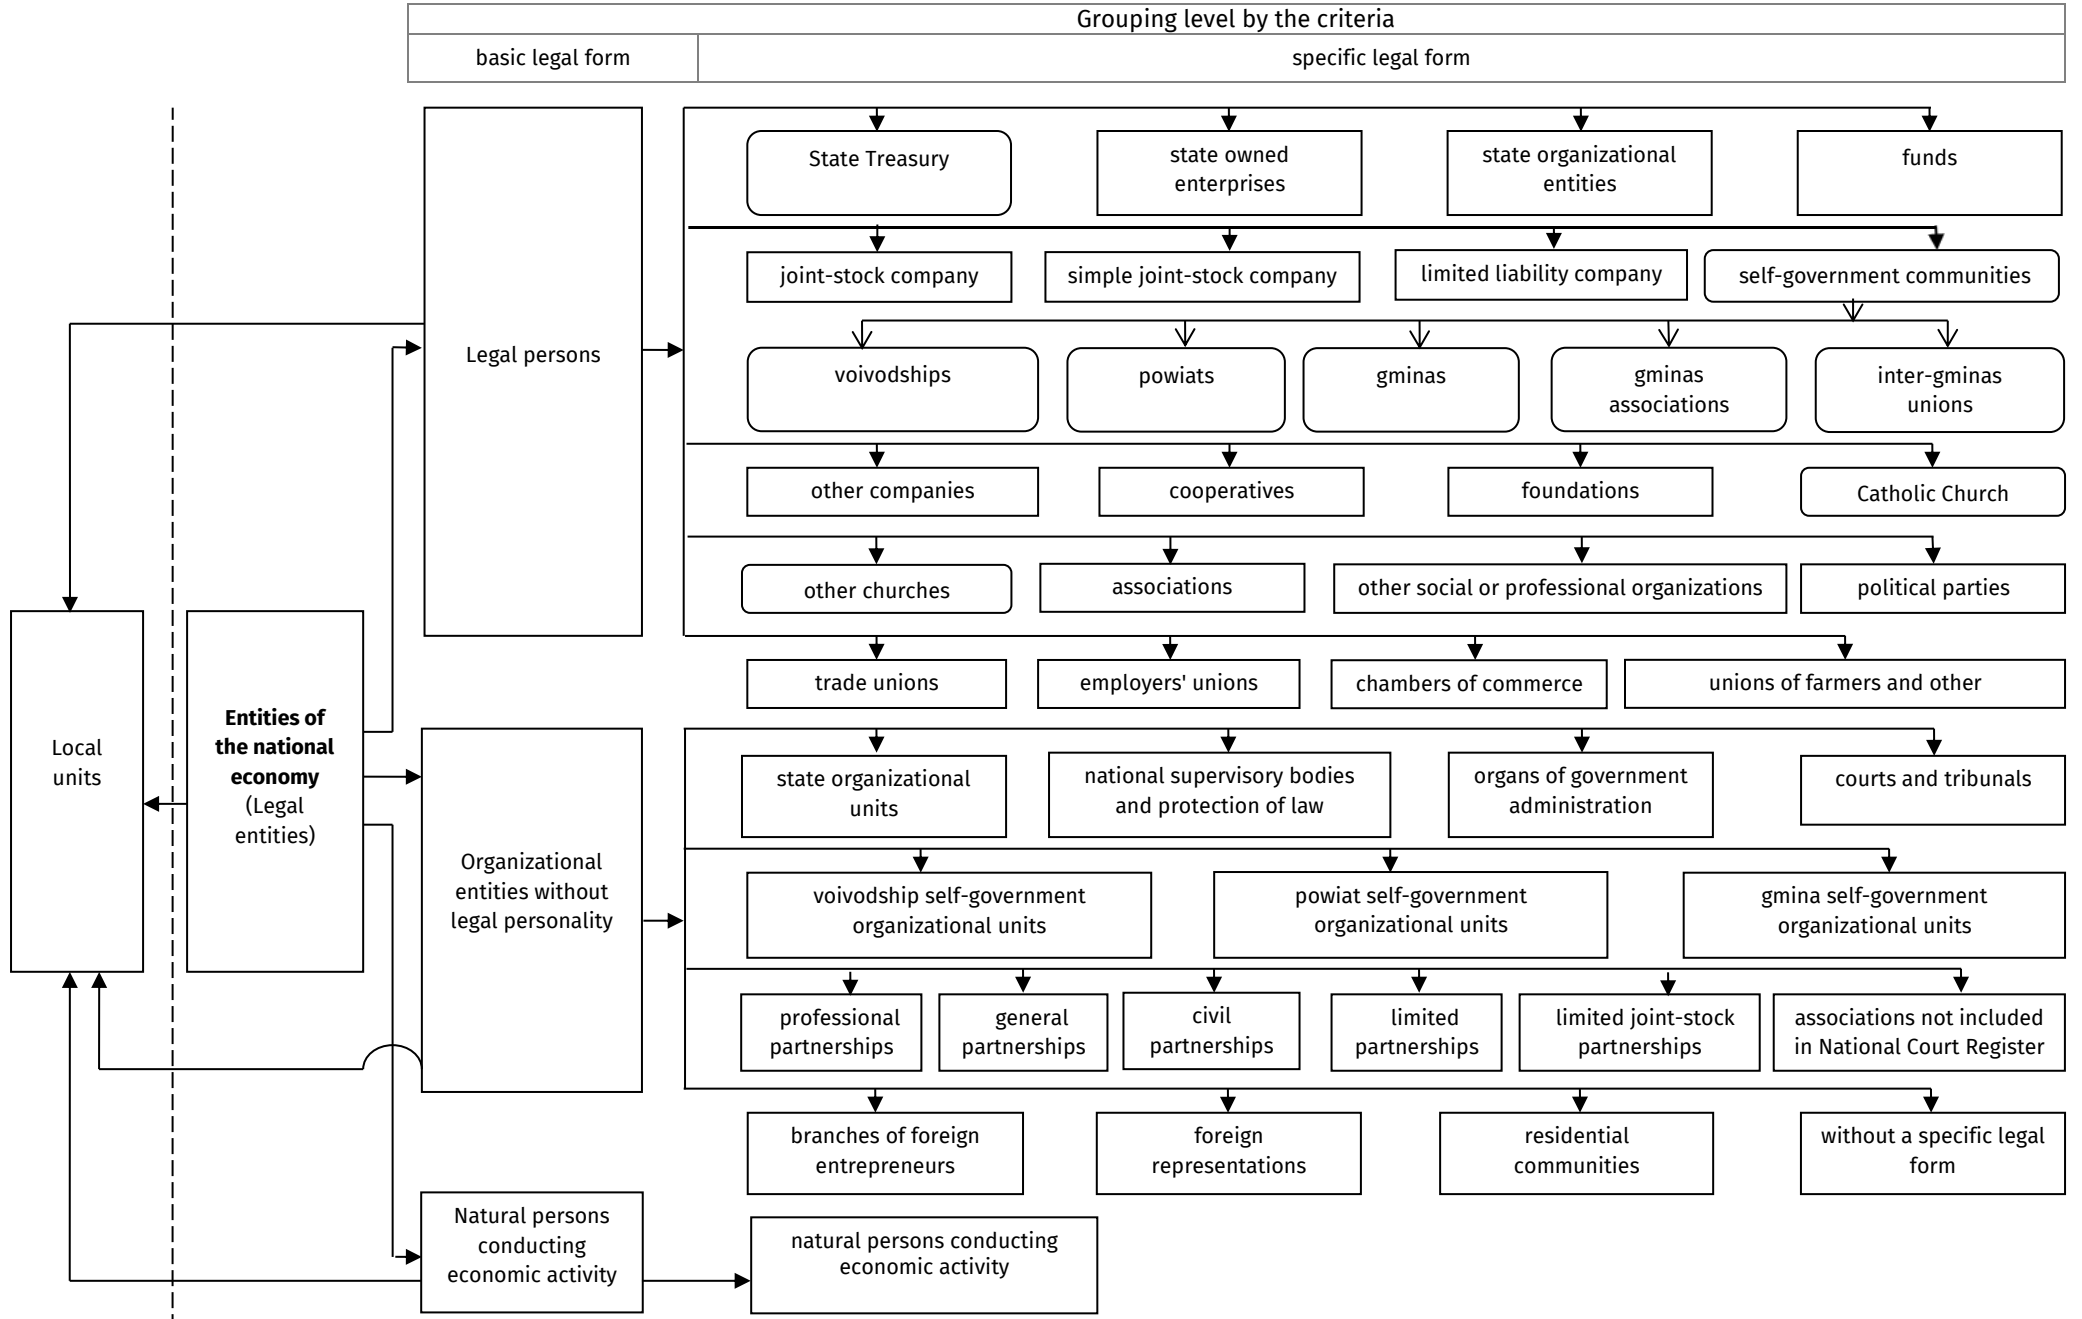 Grouping level by the criteria
basic legal form
specific legal form
State Treasury
state owned
enterprises
state organizational
entities
funds
joint-stock company
simple joint-stock company
limited liability company
self-government communities
Legal persons
voivodships
powiats
gminas
gminas
associations
inter-gminas
unions
other companies
cooperatives
foundations
Catholic Church
other churches
associations
other social or professional organizations
political parties
trade unions
employers' unions
chambers of commerce
unions of farmers and other
Local
units
Entities of
the national
economy
(Legal
entities)
Organizational
entities without
legal personality
state organizational
units
national supervisory bodies
and protection of law
organs of government
administration
courts and tribunals
voivodship self-government
organizational units
powiat self-government
organizational units
gmina self-government
organizational units
professional
partnerships
general
partnerships
civil
partnerships
limited
partnerships
limited joint-stock
partnerships
associations not included
in National Court Register
branches of foreign
entrepreneurs
foreign
representations
residential
communities
without a specific legal
form
Natural persons
conducting
economic activity
natural persons conducting
economic activity